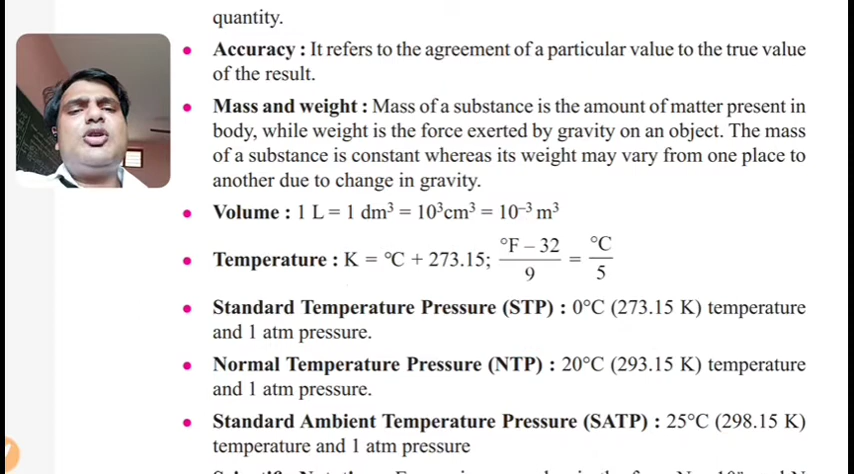 quantity.
• Accuracy : It refers to the agreement of a particular value to the true value
of the result.
• Mass and weight : Mass of a substance is the amount of matter present in
body, while weight is the force exerted by gravity on an object. The mass
of a substance is constant whereas its weight may vary from one place to
another due to change in gravity.
• Volume : 1 L = 1 dm³ = 10³cm³ = 10⁻³ m³
• Temperature : K = °C + 273.15; (°F – 32)/9 = °C/5
• Standard Temperature Pressure (STP) : 0°C (273.15 K) temperature
and 1 atm pressure.
• Normal Temperature Pressure (NTP) : 20°C (293.15 K) temperature
and 1 atm pressure.
• Standard Ambient Temperature Pressure (SATP) : 25°C (298.15 K)
temperature and 1 atm pressure